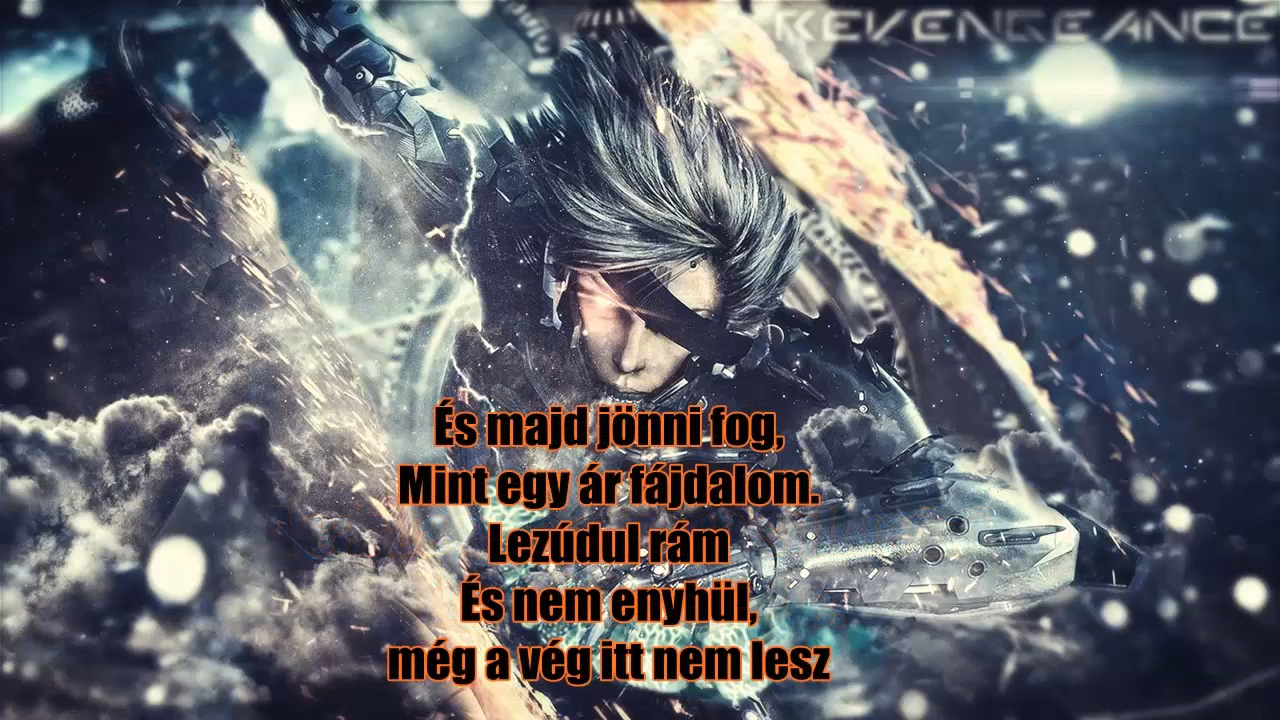 REVENGEANCE
És majd jönni fog,
Mint egy ár fájdalom.
Lezúdul rám
És nem enyhül,
még a vég itt nem lesz